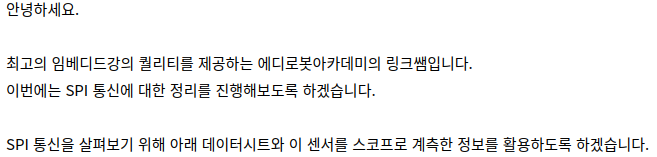 안녕하세요.
최고의 임베디드강의 퀄리티를 제공하는 에디로봇아카데미의 링크쌤입니다.
이번에는 SPI 통신에 대한 정리를 진행해보도록 하겠습니다.
SPI 통신을 살펴보기 위해 아래 데이터시트와 이 센서를 스코프로 계측한 정보를 활용하도록 하겠습니다.